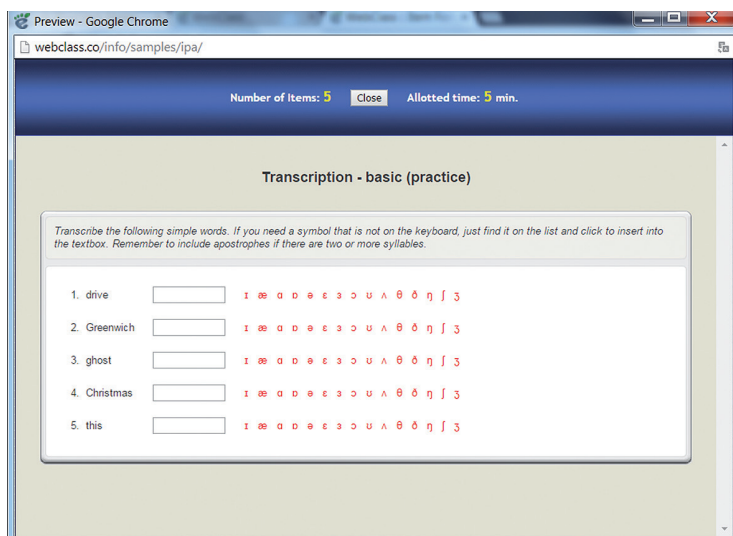 Preview - Google Chrome
webclass.co/info/samples/ipa/
Number of Items: 5 Close Allotted time: 5 min.
Transcription - basic (practice)
Transcribe the following simple words. If you need a symbol that is not on the keyboard, just find it on the list and click to insert into
the textbox. Remember to include apostrophes if there are two or more syllables.
1. drive ɪ æ ɑ ɒ ə ɛ ɜ ɔ ʊ ʌ θ ð ŋ ʃ ʒ
2. Greenwich ɪ æ ɑ ɒ ə ɛ ɜ ɔ ʊ ʌ θ ð ŋ ʃ ʒ
3. ghost ɪ æ ɑ ɒ ə ɛ ɜ ɔ ʊ ʌ θ ð ŋ ʃ ʒ
4. Christmas ɪ æ ɑ ɒ ə ɛ ɜ ɔ ʊ ʌ θ ð ŋ ʃ ʒ
5. this ɪ æ ɑ ɒ ə ɛ ɜ ɔ ʊ ʌ θ ð ŋ ʃ ʒ